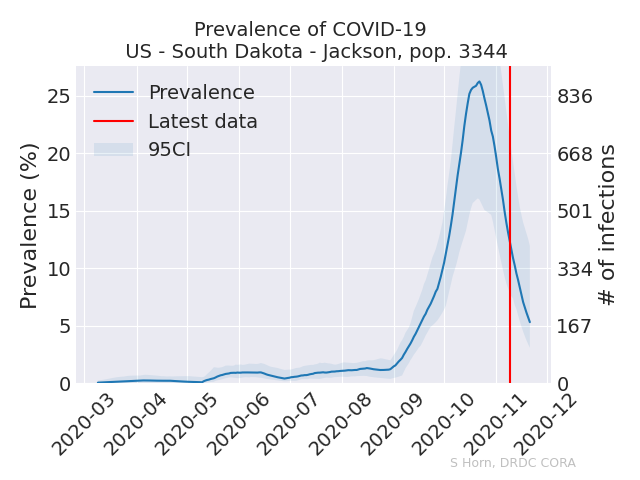 Prevalence of COVID-19
US - South Dakota - Jackson, pop. 3344
Prevalence
Latest data
95CI
Prevalence (%)
25
20
15
10
5
0
836
668
501
334
167
0
# of infections
2020-03
2020-04
2020-05
2020-06
2020-07
2020-08
2020-09
2020-10
2020-11
2020-12
S Horn, DRDC CORA